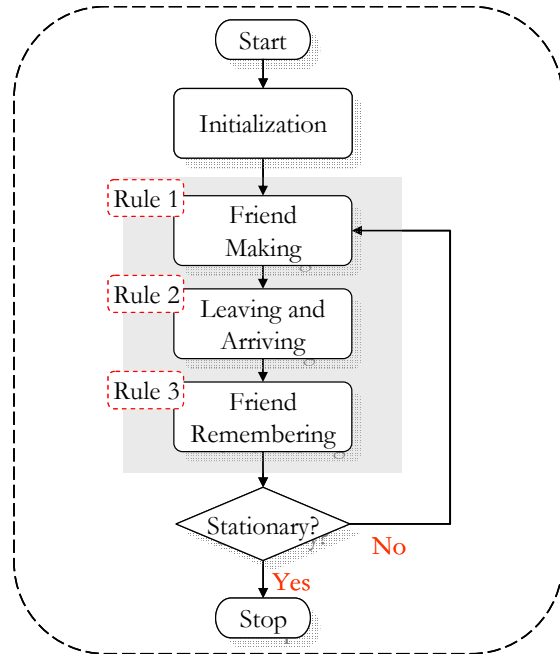 Start
Initialization
Rule 1
Friend
Making
Rule 2
Leaving and
Arriving
Rule 3
Friend
Remembering
Stationary?
No
Yes
Stop